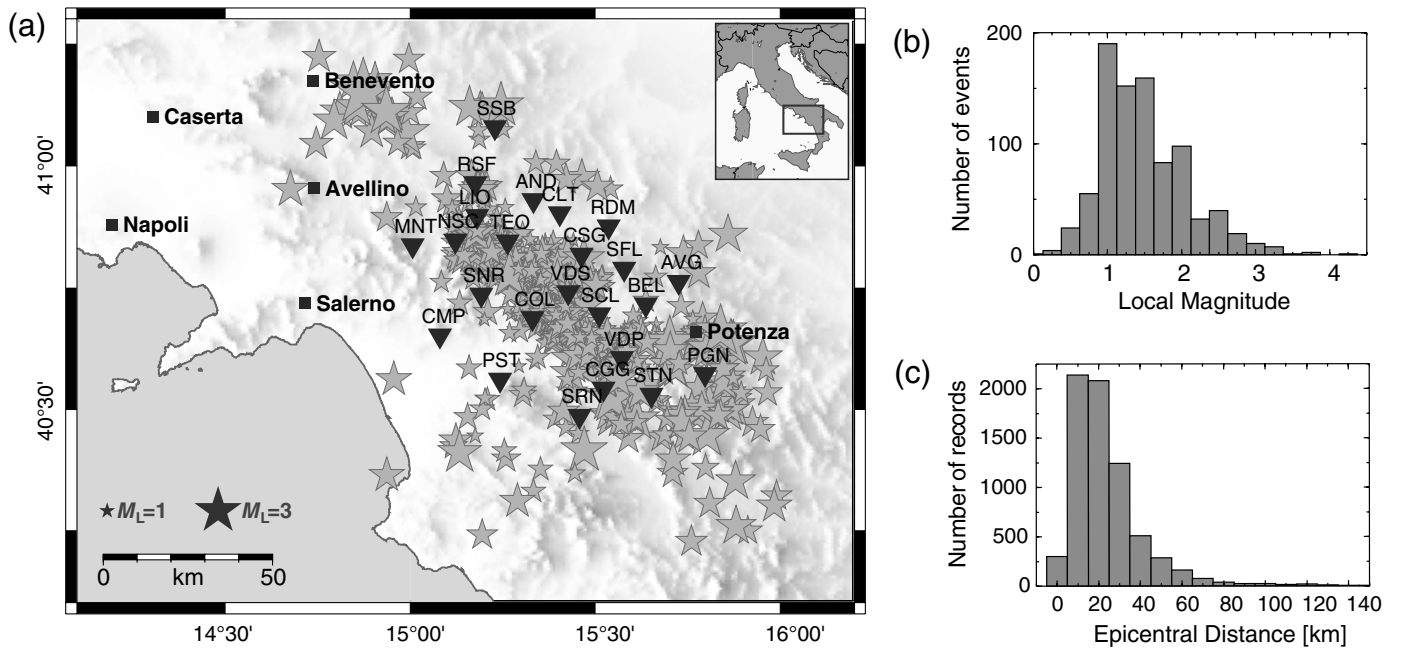 (a)
Benevento
Caserta
SSB
Avellino
RSF
AND
LIO
CLT
RDM
Napoli
MNT
NSC
TEO
CSG
SFL
AVG
SNR
VDS
BEL
Salerno
COL
SCL
CMP
Potenza
VDP
PGN
PST
CGG
STN
SRN
ML=1
ML=3
0
km
50
41°00'
40°30'
14°30'
15°00'
15°30'
16°00'
(b)
200
100
0
Number of events
0
1
2
3
4
Local Magnitude
(c)
2000
1500
1000
500
0
Number of records
0
20
40
60
80
100
120
140
Epicentral Distance [km]